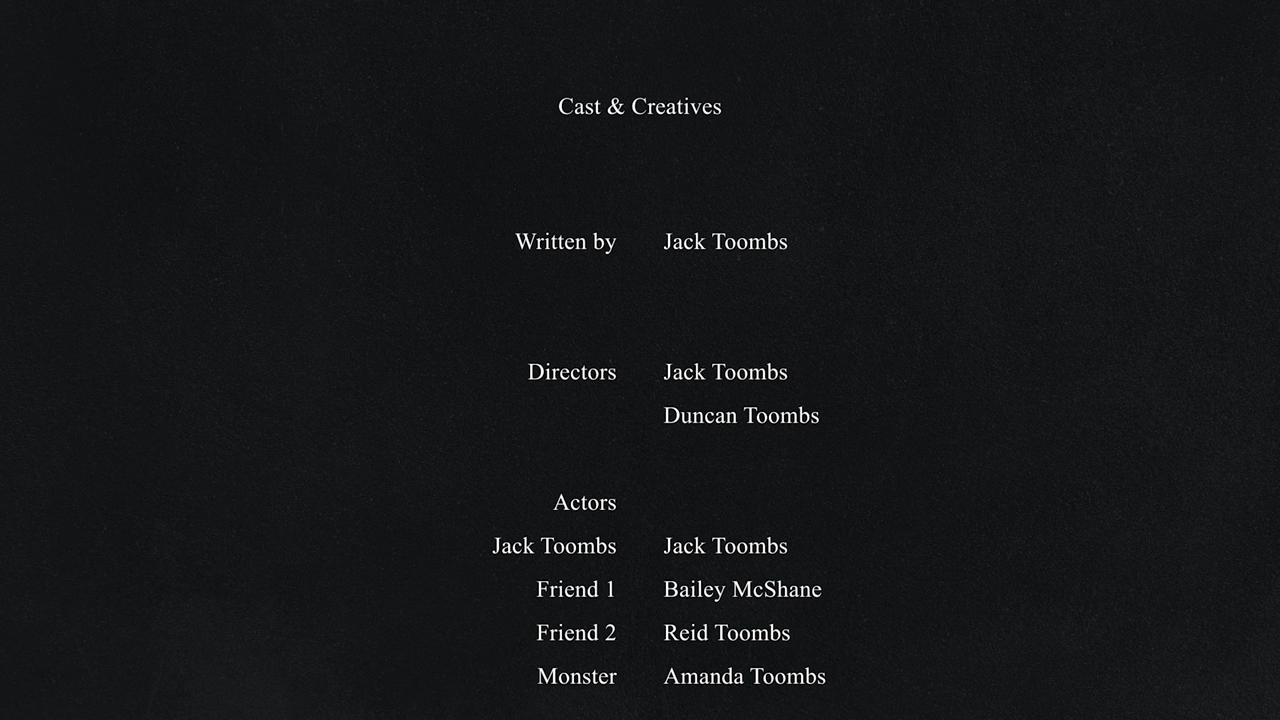 Cast & Creatives
Written by Jack Toombs
Directors Jack Toombs
Duncan Toombs
Actors
Jack Toombs Jack Toombs
Friend 1 Bailey McShane
Friend 2 Reid Toombs
Monster Amanda Toombs